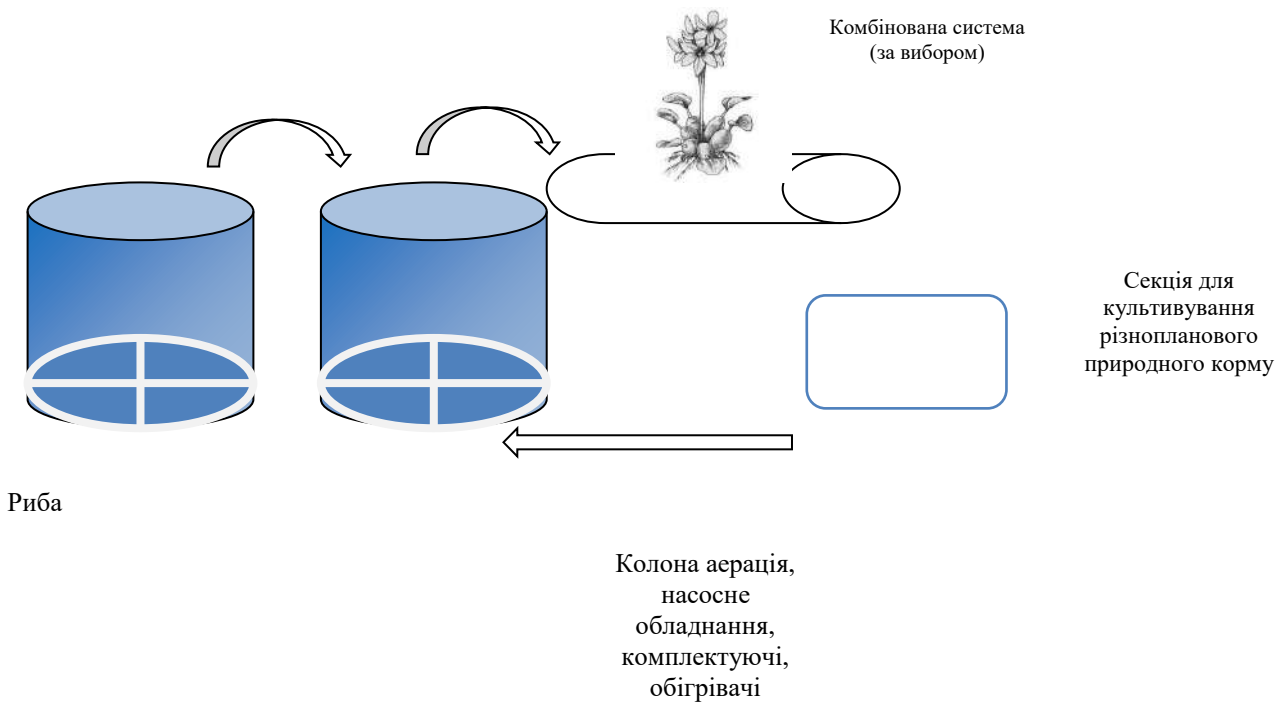 Комбінована система
(за вибором)
Секція для
культивування
різнопланового
природного корму
Риба
Колона аерація,
насосне
обладнання,
комплектуючі,
обігрівачі